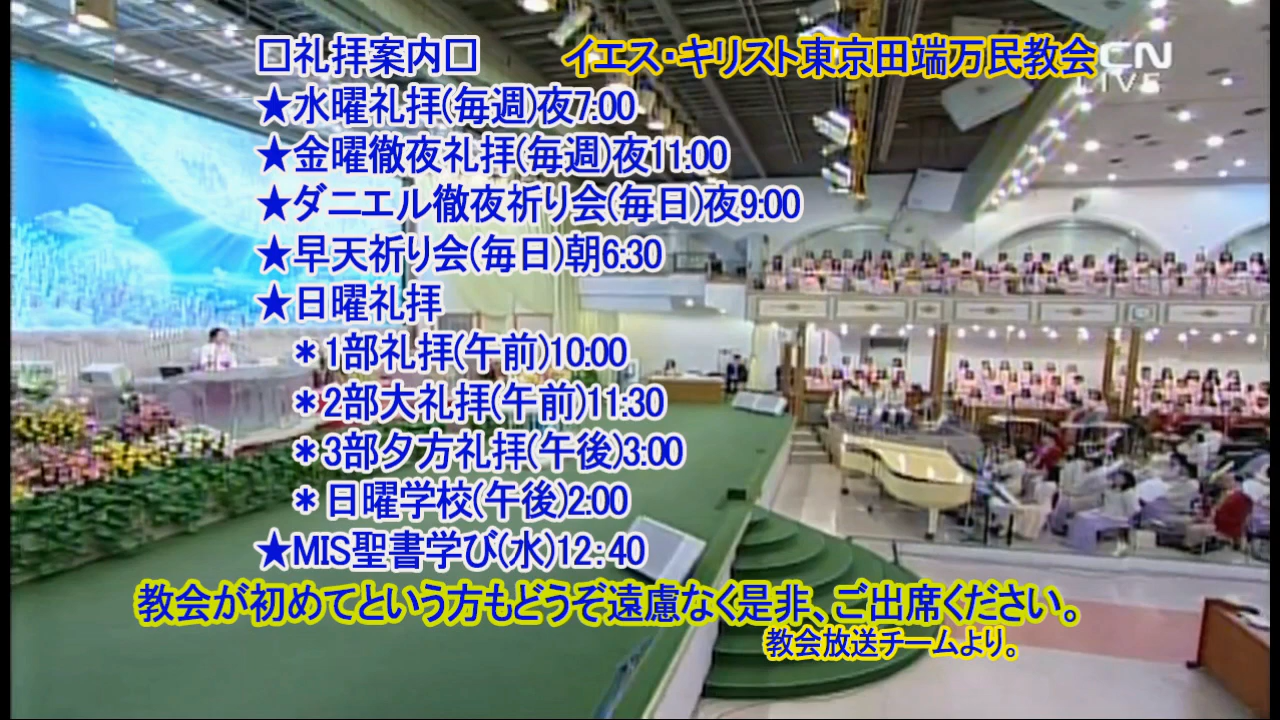 □礼拝案内□ イエス・キリスト東京田端万民教会 CN
LIVE
★水曜礼拝(毎週)夜7:00
★金曜徹夜礼拝(毎週)夜11:00
★ダニエル徹夜祈り会(毎日)夜9:00
★早天祈り会(毎日)朝6:30
★日曜礼拝
*1部礼拝(午前)10:00
*2部大礼拝(午前)11:30
*3部夕方礼拝(午後)3:00
*日曜学校(午後)2:00
★MIS聖書学び(水)12:40
教会が初めてという方もどうぞ遠慮なく是非、ご出席ください。
教会放送チームより。